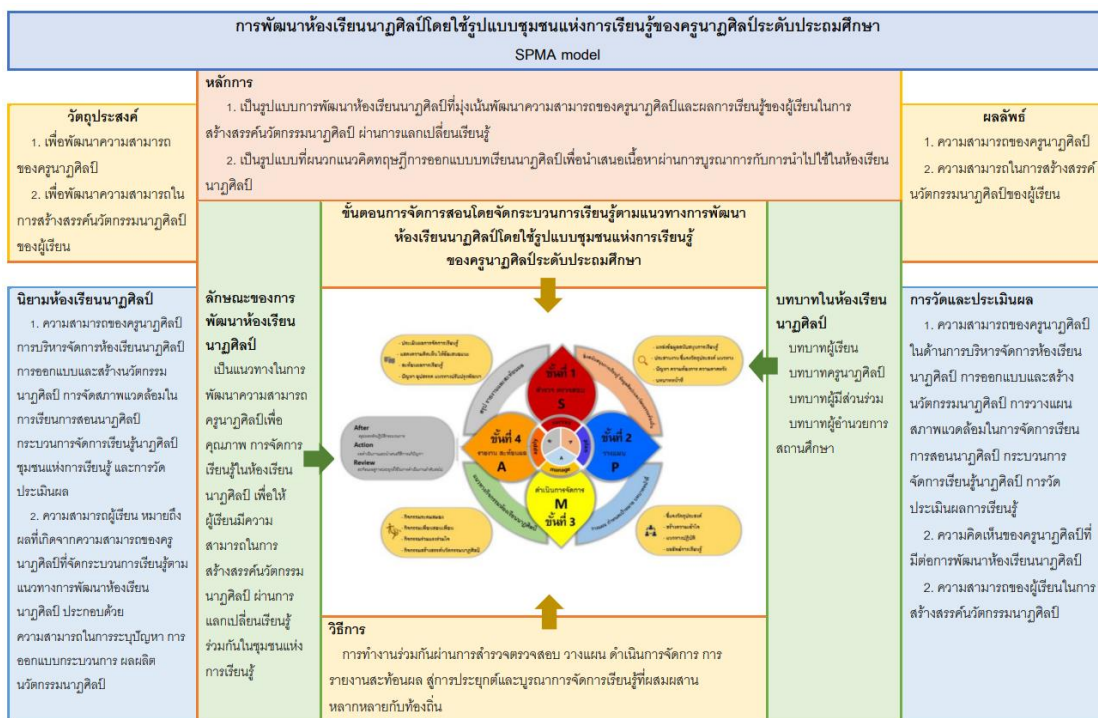 การพัฒนาห้องเรียนนาฏศิลป์โดยใช้รูปแบบชุมชนแห่งการเรียนรู้ของครูนาฏศิลป์ระดับประถมศึกษา
SPMA model
หลักการ
1. เป็นรูปแบบการพัฒนาห้องเรียนนาฏศิลป์ที่มุ่งเน้นพัฒนาความสามารถของครูนาฏศิลป์และผลการเรียนรู้ของผู้เรียนในการ
สร้างสรรค์นวัตกรรมนาฏศิลป์ ผ่านการแลกเปลี่ยนเรียนรู้
2. เป็นรูปแบบที่ผนวกแนวคิดทฤษฎีการออกแบบบทเรียนนาฏศิลป์เพื่อนำเสนอเนื้อหาผ่านการบูรณาการกับการนำไปใช้ในห้องเรียน
นาฏศิลป์
วัตถุประสงค์
1. เพื่อพัฒนาความสามารถ
ของครูนาฏศิลป์
2. เพื่อพัฒนาความสามารถใน
การสร้างสรรค์นวัตกรรมนาฏศิลป์
ของผู้เรียน
ผลลัพธ์
1. ความสามารถของครูนาฏศิลป์
2. ความสามารถในการสร้างสรรค์
นวัตกรรมนาฏศิลป์ของผู้เรียน
นิยามห้องเรียนนาฏศิลป์
1. ความสามารถของครูนาฏศิลป์
การบริหารจัดการห้องเรียนนาฏศิลป์
การออกแบบและสร้างนวัตกรรม
นาฏศิลป์ การจัดสภาพแวดล้อมใน
การเรียนการสอนนาฏศิลป์
กระบวนการจัดการเรียนรู้นาฏศิลป์
ชุมชนแห่งการเรียนรู้ และการวัด
ประเมินผล
2. ความสามารถผู้เรียน หมายถึง
ผลที่เกิดจากความสามารถของครู
นาฏศิลป์ที่จัดกระบวนการเรียนรู้ตาม
แนวทางการพัฒนาห้องเรียน
นาฏศิลป์ ประกอบด้วย
ความสามารถในการระบุปัญหา การ
ออกแบบกระบวนการ ผลผลิต
นวัตกรรมนาฏศิลป์
ลักษณะของการ
พัฒนาห้องเรียน
นาฏศิลป์
เป็นแนวทางในการ
พัฒนาความสามารถ
ครูนาฏศิลป์เพื่อ
คุณภาพ การจัดการ
เรียนรู้ในห้องเรียน
นาฏศิลป์ เพื่อให้
ผู้เรียนมีความ
สามารถในการ
สร้างสรรค์นวัตกรรม
นาฏศิลป์ ผ่านการ
แลกเปลี่ยนเรียนรู้
ร่วมกันในชุมชนแห่ง
การเรียนรู้
ขั้นตอนการจัดการสอนโดยจัดกระบวนการเรียนรู้ตามแนวทางการพัฒนา
ห้องเรียนนาฏศิลป์โดยใช้รูปแบบชุมชนแห่งการเรียนรู้
ของครูนาฏศิลป์ระดับประถมศึกษา
ขั้นที่ 1
S
ขั้นที่ 2
วางแผน
P
ดำเนินการจัดการ
M
ขั้นที่ 3
ขั้นที่ 4
รายงาน สะท้อนผล
A
After
Action
Review
วิธีการ
การทำงานร่วมกันผ่านการสำรวจตรวจสอบ วางแผน ดำเนินการจัดการ การ
รายงานสะท้อนผล สู่การประยุกต์และบูรณาการจัดการเรียนรู้ที่ผสมผสาน
หลากหลายกับท้องถิ่น
บทบาทในห้องเรียน
นาฏศิลป์
บทบาทผู้เรียน
บทบาทครูนาฏศิลป์
บทบาทผู้มีส่วนร่วม
บทบาทผู้อำนวยการ
สถานศึกษา
การวัดและประเมินผล
1. ความสามารถของครูนาฏศิลป์
ในด้านการบริหารจัดการห้องเรียน
นาฏศิลป์ การออกแบบและสร้าง
นวัตกรรมนาฏศิลป์ การวางแผน
สภาพแวดล้อมในการจัดการเรียน
การสอนนาฏศิลป์ กระบวนการ
จัดการเรียนรู้นาฏศิลป์ การวัด
ประเมินผลการเรียนรู้
2. ความคิดเห็นของครูนาฏศิลป์ที่
มีต่อการพัฒนาห้องเรียนนาฏศิลป์
2. ความสามารถของผู้เรียนในการ
สร้างสรรค์นวัตกรรมนาฏศิลป์